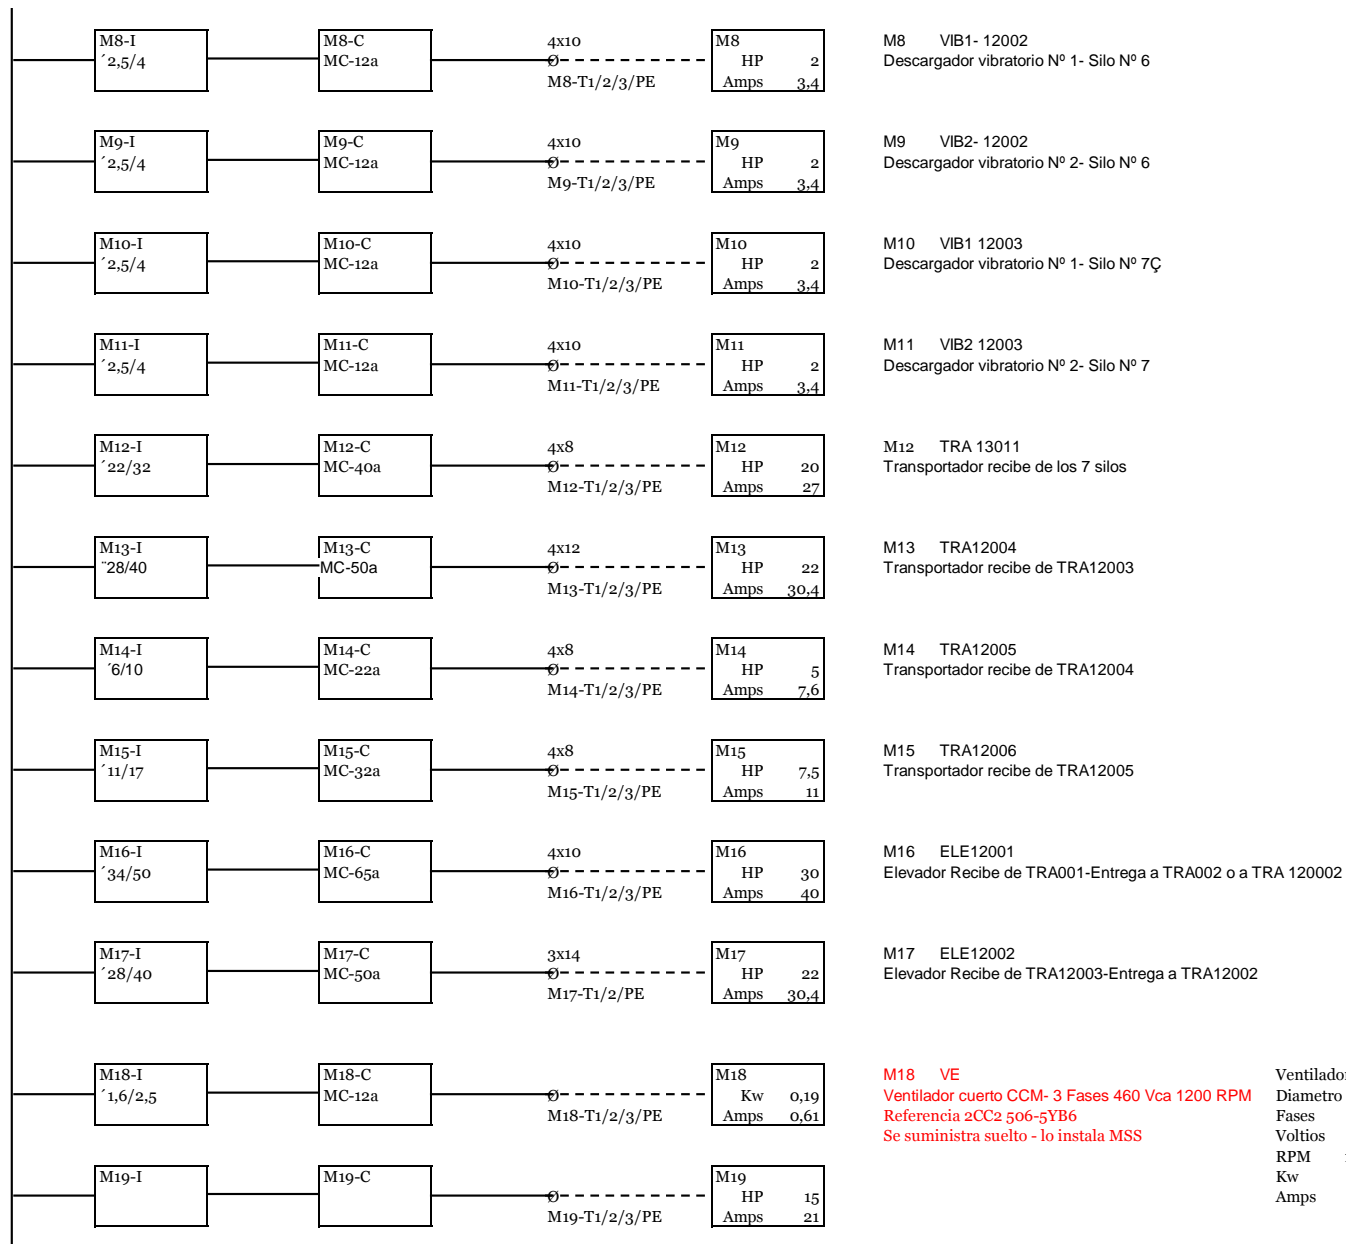 M8-I M8-C 4x10 M8 M8 VIB1- 12002
´2,5/4 MC-12a Ø HP 2 Descargador vibratorio Nº 1- Silo Nº 6
M8-T1/2/3/PE Amps 3,4
M9-I M9-C 4x10 M9 M9 VIB2- 12002
´2,5/4 MC-12a Ø HP 2 Descargador vibratorio Nº 2- Silo Nº 6
M9-T1/2/3/PE Amps 3,4
M10-I M10-C 4x10 M10 M10 VIB1 12003
´2,5/4 MC-12a Ø HP 2 Descargador vibratorio Nº 1- Silo Nº 7Ç
M10-T1/2/3/PE Amps 3,4
M11-I M11-C 4x10 M11 M11 VIB2 12003
´2,5/4 MC-12a Ø HP 2 Descargador vibratorio Nº 2- Silo Nº 7
M11-T1/2/3/PE Amps 3,4
M12-I M12-C 4x8 M12 M12 TRA 13011
´22/32 MC-40a Ø HP 20 Transportador recibe de los 7 silos
M12-T1/2/3/PE Amps 27
M13-I M13-C 4x12 M13 M13 TRA12004
¨28/40 MC-50a Ø HP 22 Transportador recibe de TRA12003
M13-T1/2/3/PE Amps 30,4
M14-I M14-C 4x8 M14 M14 TRA12005
´6/10 MC-22a Ø HP 5 Transportador recibe de TRA12004
M14-T1/2/3/PE Amps 7,6
M15-I M15-C 4x8 M15 M15 TRA12006
´11/17 MC-32a Ø HP 7,5 Transportador recibe de TRA12005
M15-T1/2/3/PE Amps 11
M16-I M16-C 4x10 M16 M16 ELE12001
´34/50 MC-65a Ø HP 30 Elevador Recibe de TRA001-Entrega a TRA002 o a TRA 120002
M16-T1/2/3/PE Amps 40
M17-I M17-C 3x14 M17 M17 ELE12002
´28/40 MC-50a Ø HP 22 Elevador Recibe de TRA12003-Entrega a TRA12002
M17-T1/2/PE Amps 30,4
M18-I M18-C M18 M18 VE Ventilador
´1,6/2,5 MC-12a Ø Kw 0,19 Ventilador cuerto CCM- 3 Fases 460 Vca 1200 RPM Diametro
M18-T1/2/3/PE Amps 0,61 Referencia 2CC2 506-5YB6 Fases
Se suministra suelto - lo instala MSS Voltios
RPM
M19-I M19-C M19 Kw
Ø HP 15 Amps
M19-T1/2/3/PE Amps 21